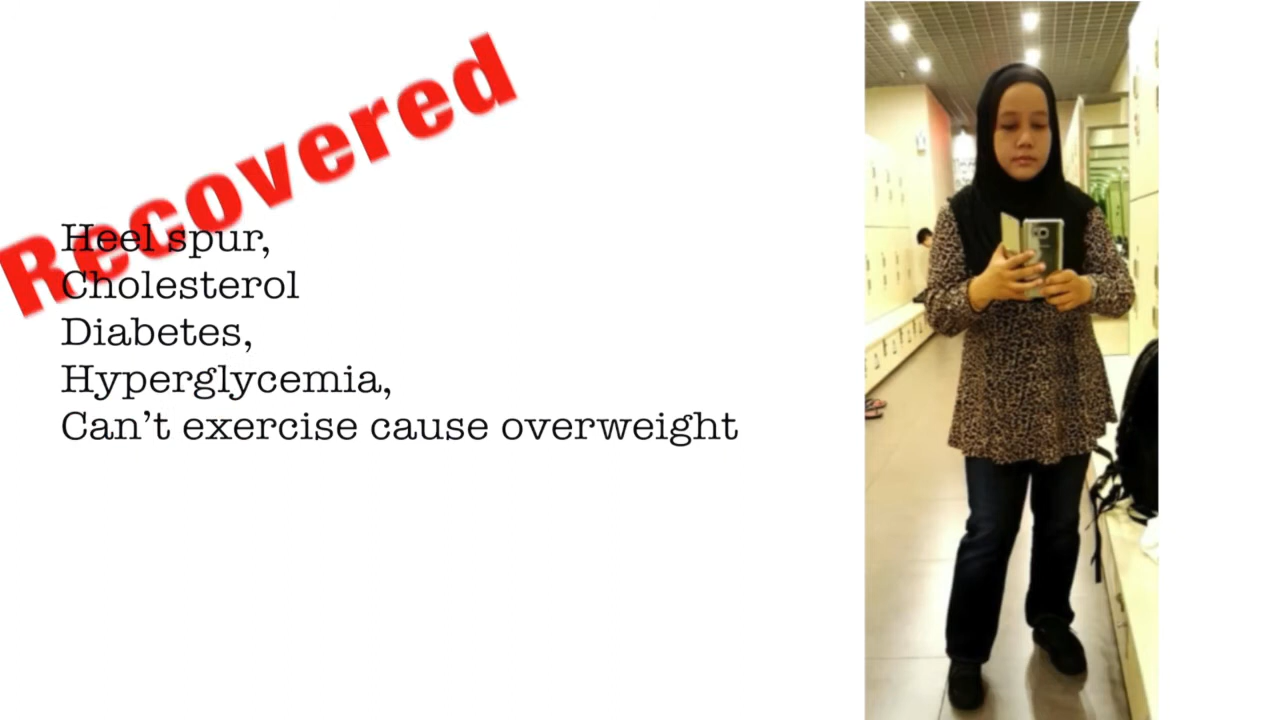 Recovered
Heel spur,
Cholesterol
Diabetes,
Hyperglycemia,
Can’t exercise cause overweight